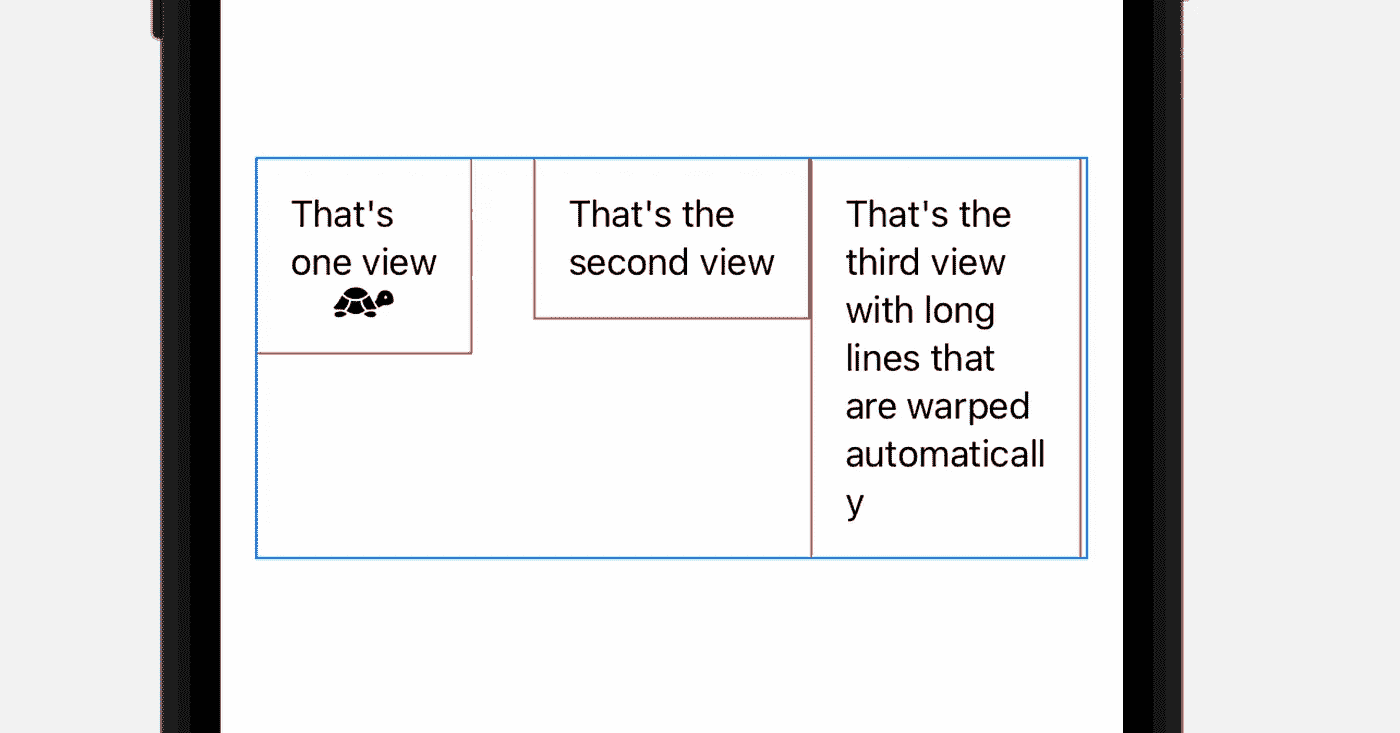 That's
one view
That's the
second view
That's the
third view
with long
lines that
are warped
automaticall
y